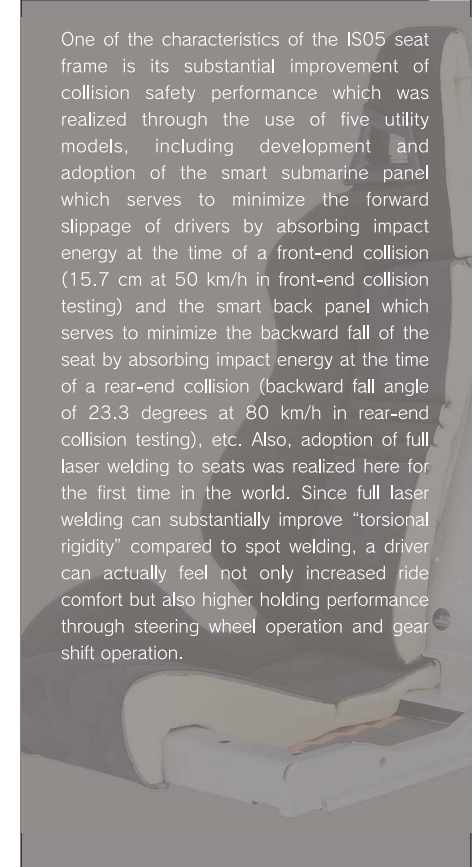 One of the characteristics of the IS05 seat
frame is its substantial improvement of
collision safety performance which was
realized through the use of five utility
models, including development and
adoption of the smart submarine panel
which serves to minimize the forward
slippage of drivers by absorbing impact
energy at the time of a front-end collision
(15.7 cm at 50 km/h in front-end collision
testing) and the smart back panel which
serves to minimize the backward fall of the
seat by absorbing impact energy at the time
of a rear-end collision (backward fall angle
of 23.3 degrees at 80 km/h in rear-end
collision testing), etc. Also, adoption of full
laser welding to seats was realized here for
the first time in the world. Since full laser
welding can substantially improve “torsional
rigidity” compared to spot welding, a driver
can actually feel not only increased ride
comfort but also higher holding performance
through steering wheel operation and gear
shift operation.